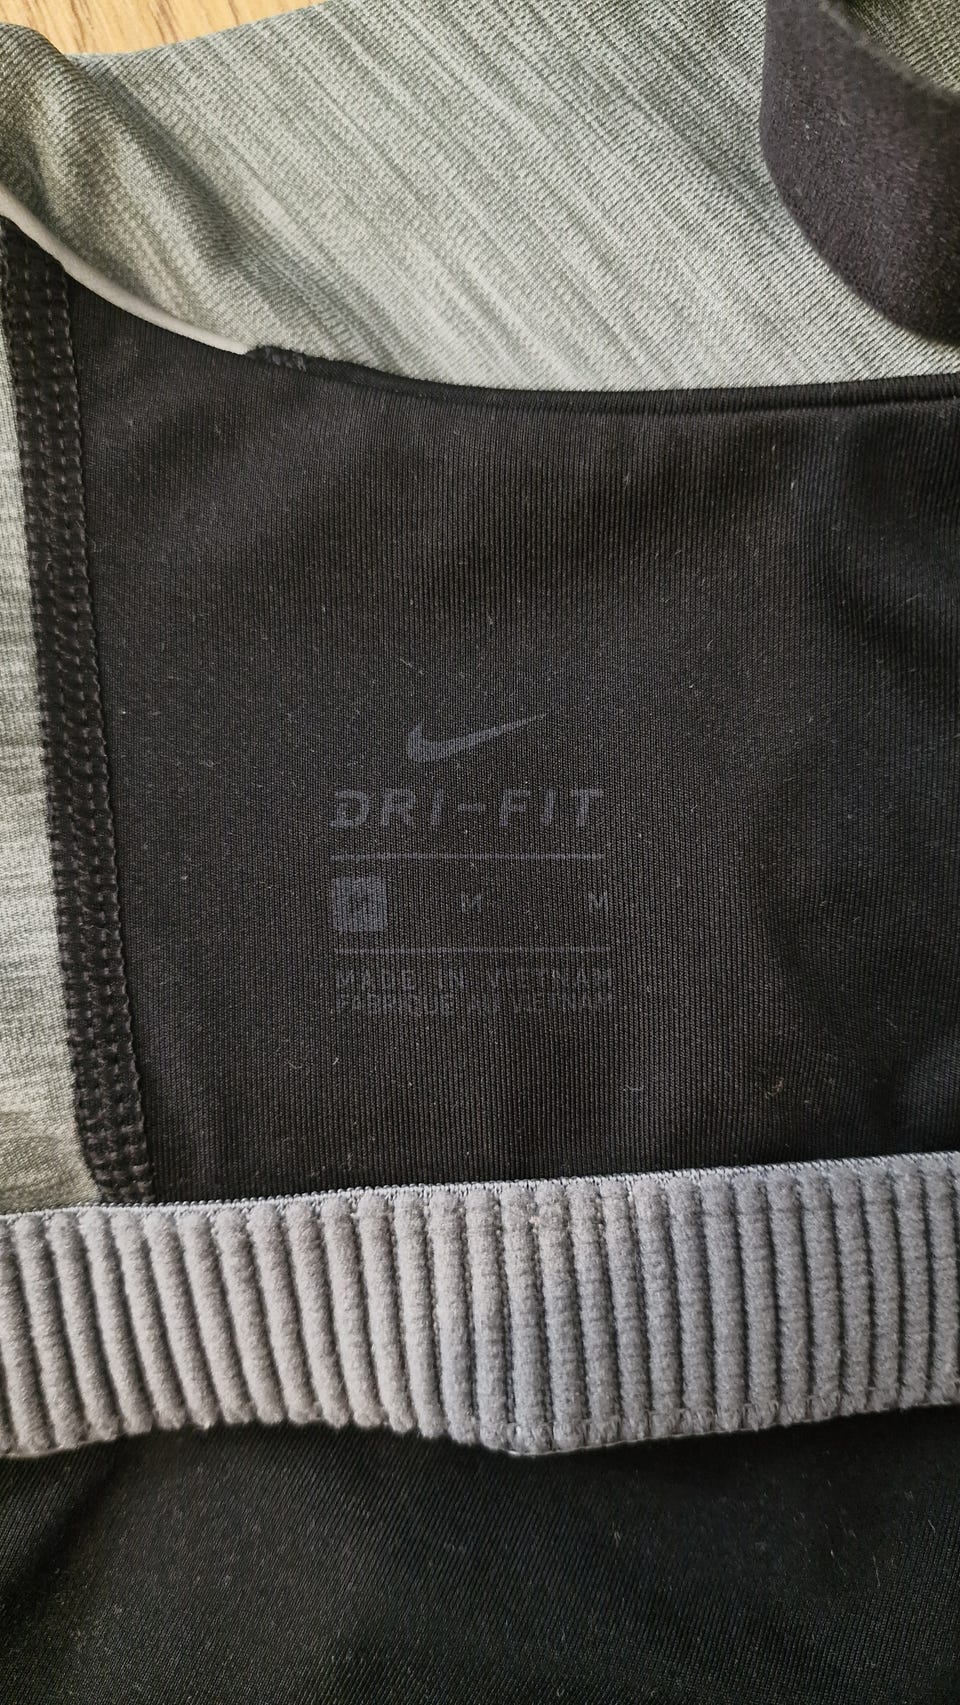 DRI-FIT
M M M
MADE IN VIETNAM
FABRIQUÉ AU VIETNAM